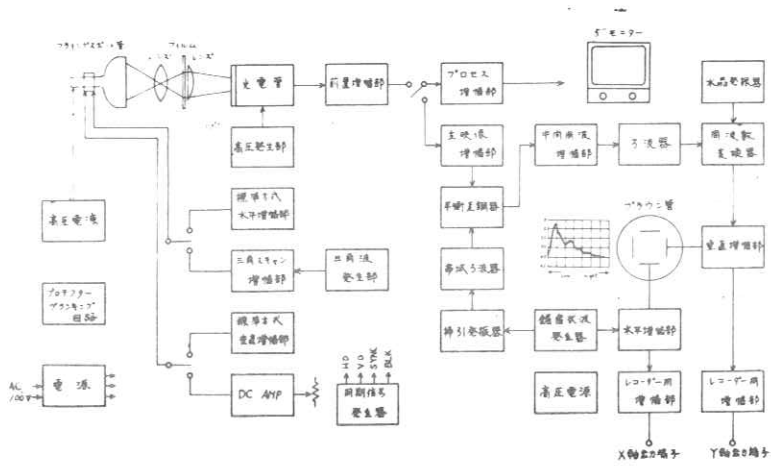 フライングスポット管
レンズ
フィルム
レンズ
光電管
前置増幅部
プロセス
増幅部
5"モニター
水晶発振器
高圧発生部
主映像
増幅部
中間周波
増幅部
ろ波器
周波数
変換器
標準方式
水平増幅部
平衡変調器
ブラウン管
高圧電源
垂直増幅部
三角スキャン
増幅部
三角波
発生部
帯域ろ波器
プロテクター
ブランキング
回路
標準方式
垂直増幅部
掃引発振器
鋸歯状波
発生器
水平増幅部
HD
VD
SYNC
BLK
AC
100V
電源
DC AMP
同期信号
発生器
高圧電源
レコーダー用
増幅部
レコーダー用
増幅部
X軸出力端子
Y軸出力端子